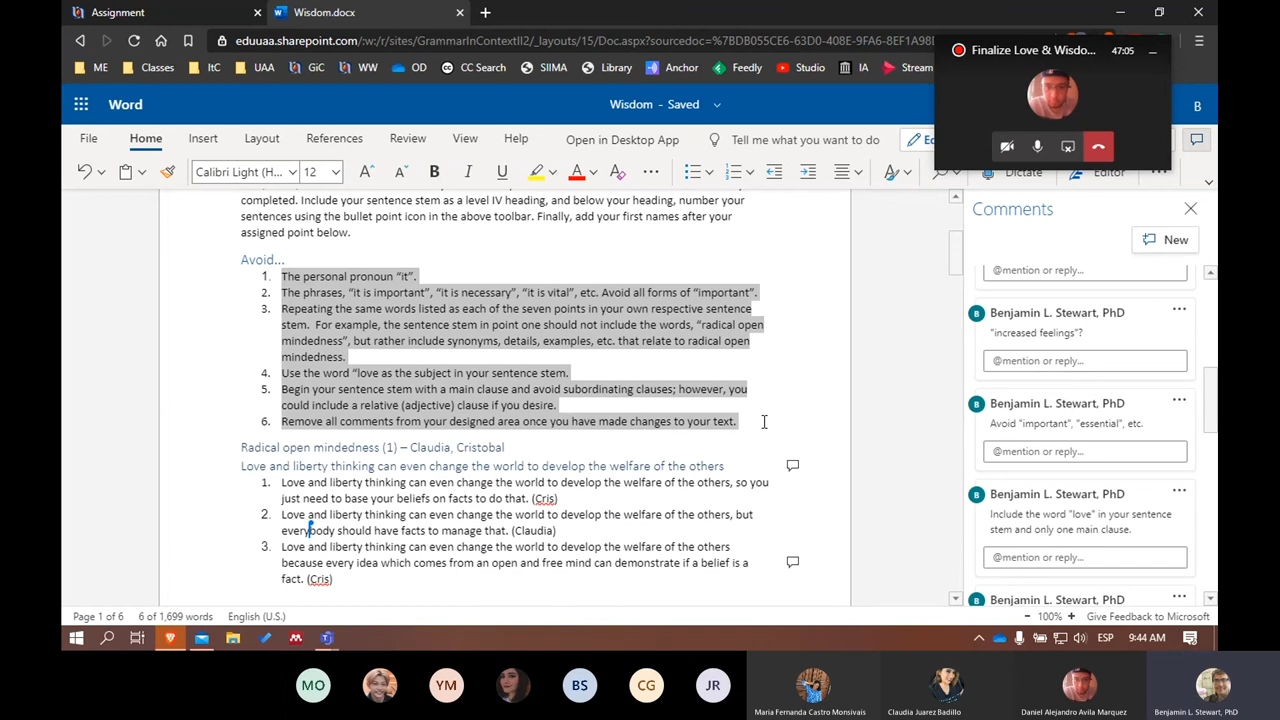 Assignment
Wisdom.docx
eduuaa.sharepoint.com/:w:/r/sites/GrammarInContextII2/_layouts/15/Doc.aspx?sourcedoc=%7BDB055CE6-63D0-408E-9FA6-8EF1A98D
ME Classes ItC UAA GiC WW OD CC Search SIIMA Library Anchor Feedly Studio IA Stream
Finalize Love & Wisdo... 47:05
Word
Wisdom - Saved
B
File Home Insert Layout References Review View Help Open in Desktop App Tell me what you want to do
Calibri Light (H... 12 B I U A Dictate Editor
completed. Include your sentence stem as a level IV heading, and below your heading, number your
sentences using the bullet point icon in the above toolbar. Finally, add your first names after your
assigned point below.
Avoid...
1. The personal pronoun “it”.
2. The phrases, “it is important”, “it is necessary”, “it is vital”, etc. Avoid all forms of “important”.
3. Repeating the same words listed as each of the seven points in your own respective sentence
stem. For example, the sentence stem in point one should not include the words, “radical open
mindedness”, but rather include synonyms, details, examples, etc. that relate to radical open
mindedness.
4. Use the word “love as the subject in your sentence stem.
5. Begin your sentence stem with a main clause and avoid subordinating clauses; however, you
could include a relative (adjective) clause if you desire.
6. Remove all comments from your designed area once you have made changes to your text.
Radical open mindedness (1) – Claudia, Cristobal
Love and liberty thinking can even change the world to develop the welfare of the others
1. Love and liberty thinking can even change the world to develop the welfare of the others, so you
just need to base your beliefs on facts to do that. (Cris)
2. Love and liberty thinking can even change the world to develop the welfare of the others, but
everybody should have facts to manage that. (Claudia)
3. Love and liberty thinking can even change the world to develop the welfare of the others
because every idea which comes from an open and free mind can demonstrate if a belief is a
fact. (Cris)
Comments
New
@mention or reply...
B Benjamin L. Stewart, PhD
"increased feelings"?
@mention or reply...
B Benjamin L. Stewart, PhD
Avoid "important", "essential", etc.
@mention or reply...
B Benjamin L. Stewart, PhD
Include the word "love" in your sentence
stem and only one main clause.
@mention or reply...
B Benjamin L. Stewart, PhD
Page 1 of 6 6 of 1,699 words English (U.S.) 100% Give Feedback to Microsoft
ESP 9:44 AM
MO YM BS CG JR
Maria Fernanda Castro Monsivais
Claudia Juarez Badillo
Daniel Alejandro Avila Marquez
Benjamin L. Stewart, PhD